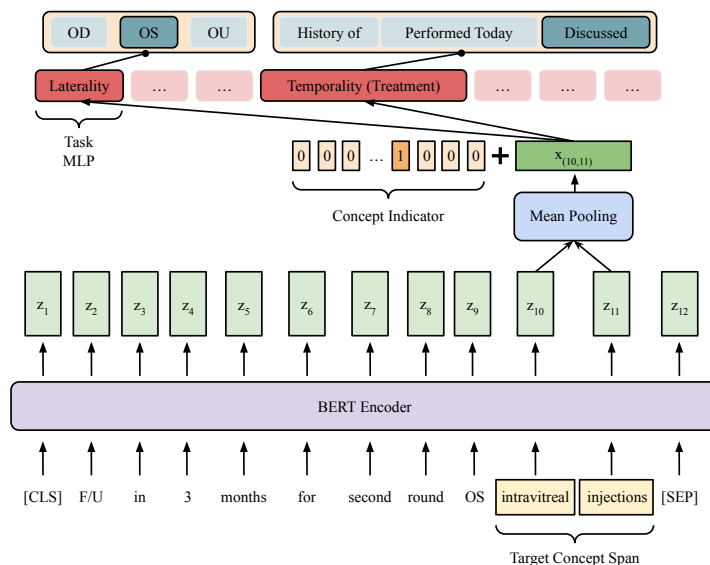 OD OS OU History of Performed Today Discussed
Laterality … … Temporality (Treatment) … … …
Task
MLP
0 0 0 … 1 0 0 0 + x(10,11)
Concept Indicator
Mean Pooling
z1 z2 z3 z4 z5 z6 z7 z8 z9 z10 z11 z12
BERT Encoder
[CLS] F/U in 3 months for second round OS intravitreal injections [SEP]
Target Concept Span